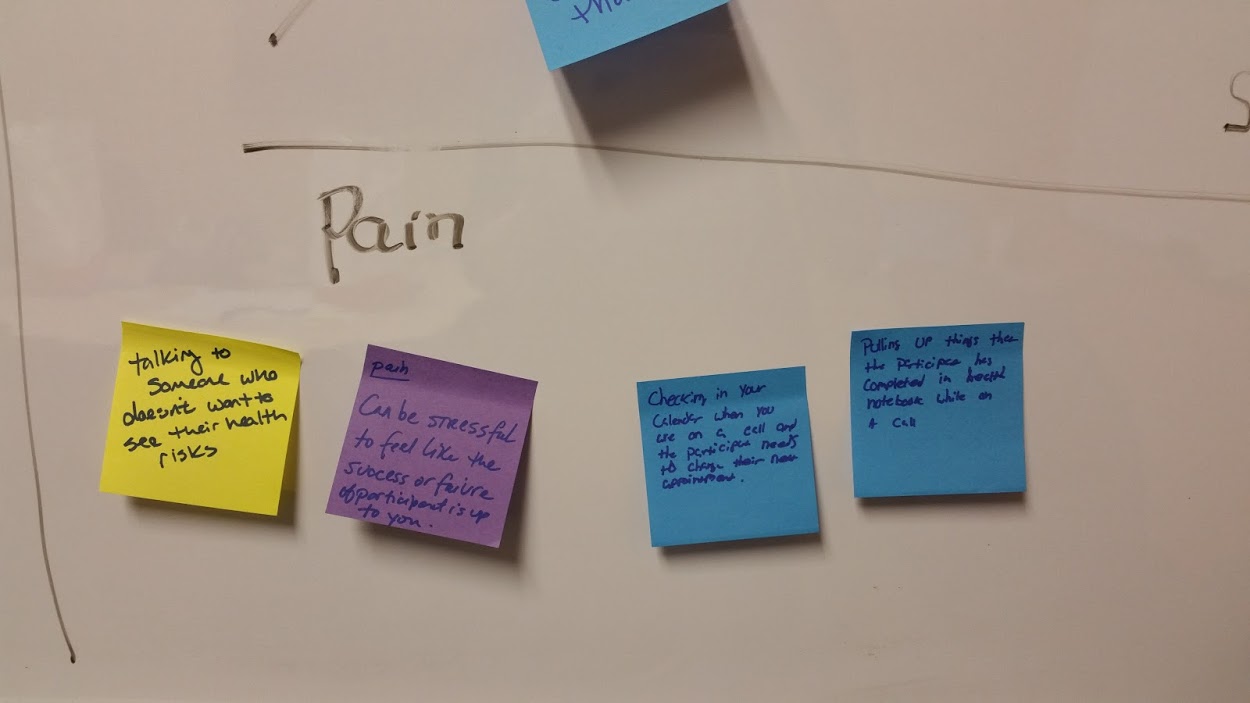 tho
S
Pain
talking to
someone who
doesn't want to
see their health
risks
pain
Can be stressful
to feel like the
success or failure
of participant is up
to you.
Checking in your
Calender when you
are on a call and
the participant needs
to change their next
appointment.
Pulling up things that
the participant has
completed in health
notebook while on
a call